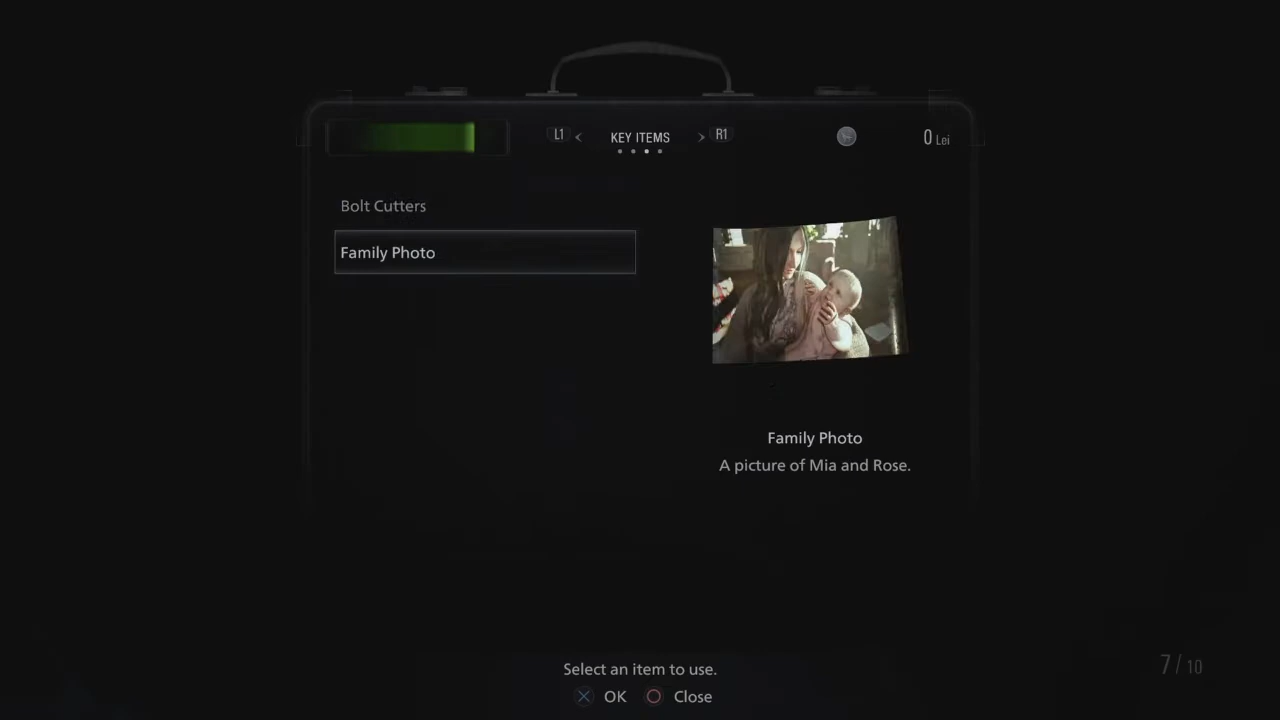 L1 < KEY ITEMS > R1
0 Lei
Bolt Cutters
Family Photo
Family Photo
A picture of Mia and Rose.
7/10
Select an item to use.
OK Close